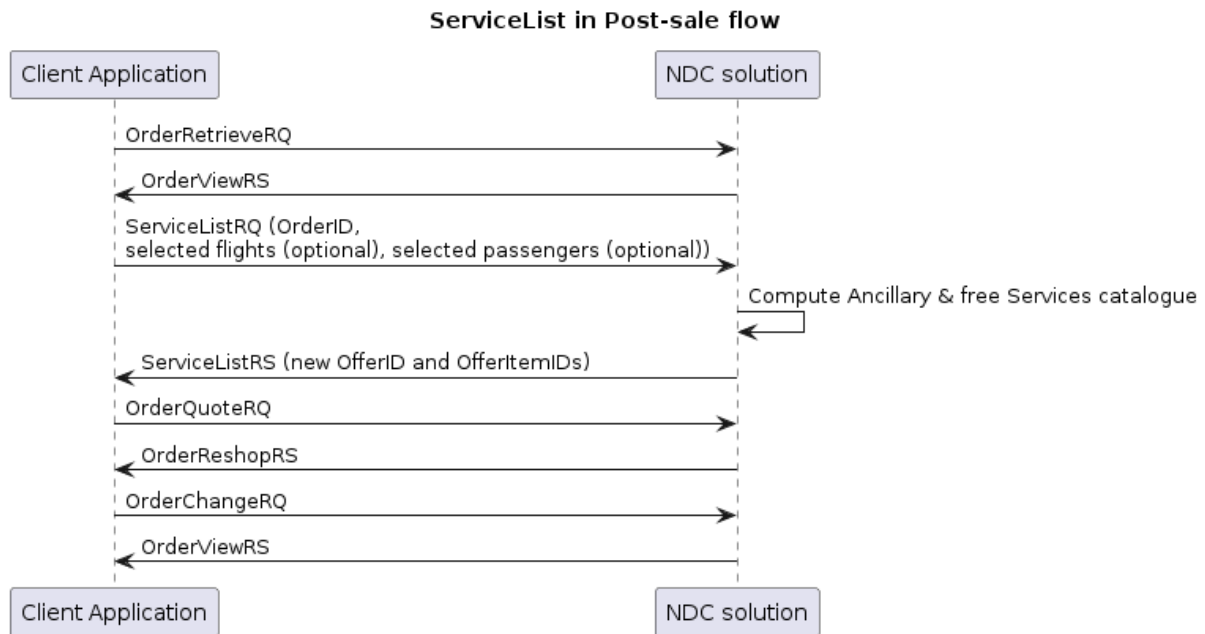 ServiceList in Post-sale flow
Client Application
NDC solution
OrderRetrieveRQ
OrderViewRS
ServiceListRQ (OrderID,
selected flights (optional), selected passengers (optional))
Compute Ancillary & free Services catalogue
ServiceListRS (new OfferID and OfferItemIDs)
OrderQuoteRQ
OrderReshopRS
OrderChangeRQ
OrderViewRS
Client Application
NDC solution